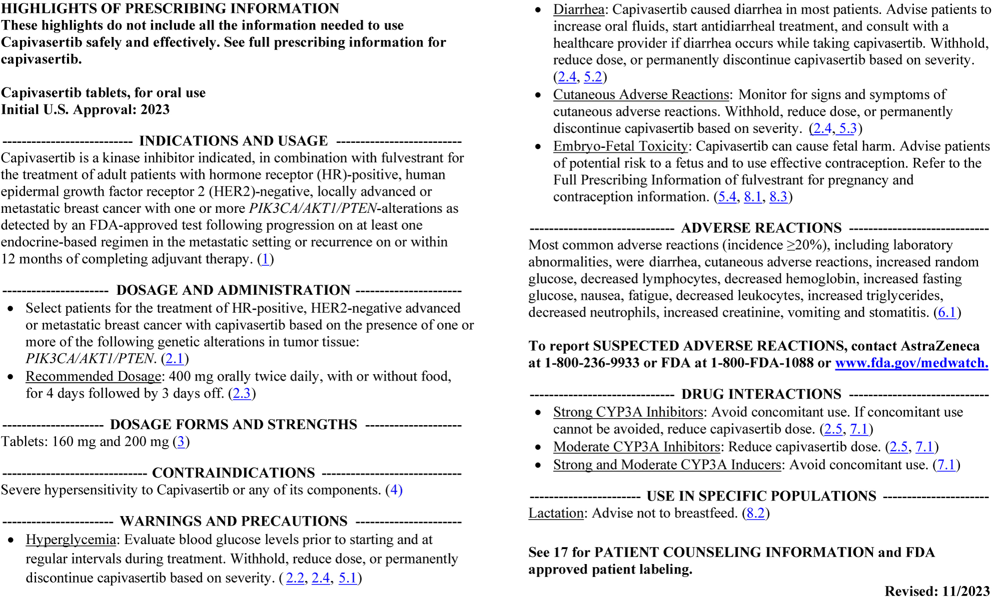 HIGHLIGHTS OF PRESCRIBING INFORMATION
These highlights do not include all the information needed to use
Capivasertib safely and effectively. See full prescribing information for
capivasertib.
Capivasertib tablets, for oral use
Initial U.S. Approval: 2023
--------------------------- INDICATIONS AND USAGE --------------------------
Capivasertib is a kinase inhibitor indicated, in combination with fulvestrant for
the treatment of adult patients with hormone receptor (HR)-positive, human
epidermal growth factor receptor 2 (HER2)-negative, locally advanced or
metastatic breast cancer with one or more PIK3CA/AKT1/PTEN-alterations as
detected by an FDA-approved test following progression on at least one
endocrine-based regimen in the metastatic setting or recurrence on or within
12 months of completing adjuvant therapy. (1)
---------------------- DOSAGE AND ADMINISTRATION ----------------------
• Select patients for the treatment of HR-positive, HER2-negative advanced
or metastatic breast cancer with capivasertib based on the presence of one or
more of the following genetic alterations in tumor tissue:
PIK3CA/AKT1/PTEN. (2.1)
• Recommended Dosage: 400 mg orally twice daily, with or without food,
for 4 days followed by 3 days off. (2.3)
--------------------- DOSAGE FORMS AND STRENGTHS --------------------
Tablets: 160 mg and 200 mg (3)
------------------------------ CONTRAINDICATIONS -----------------------------
Severe hypersensitivity to Capivasertib or any of its components. (4)
----------------------- WARNINGS AND PRECAUTIONS ----------------------
• Hyperglycemia: Evaluate blood glucose levels prior to starting and at
regular intervals during treatment. Withhold, reduce dose, or permanently
discontinue capivasertib based on severity. ( 2.2, 2.4, 5.1)
• Diarrhea: Capivasertib caused diarrhea in most patients. Advise patients to
increase oral fluids, start antidiarrheal treatment, and consult with a
healthcare provider if diarrhea occurs while taking capivasertib. Withhold,
reduce dose, or permanently discontinue capivasertib based on severity.
(2.4, 5.2)
• Cutaneous Adverse Reactions: Monitor for signs and symptoms of
cutaneous adverse reactions. Withhold, reduce dose, or permanently
discontinue capivasertib based on severity. (2.4, 5.3)
• Embryo-Fetal Toxicity: Capivasertib can cause fetal harm. Advise patients
of potential risk to a fetus and to use effective contraception. Refer to the
Full Prescribing Information of fulvestrant for pregnancy and
contraception information. (5.4, 8.1, 8.3)
------------------------------ ADVERSE REACTIONS -----------------------------
Most common adverse reactions (incidence ≥20%), including laboratory
abnormalities, were diarrhea, cutaneous adverse reactions, increased random
glucose, decreased lymphocytes, decreased hemoglobin, increased fasting
glucose, nausea, fatigue, decreased leukocytes, increased triglycerides,
decreased neutrophils, increased creatinine, vomiting and stomatitis. (6.1)
To report SUSPECTED ADVERSE REACTIONS, contact AstraZeneca
at 1-800-236-9933 or FDA at 1-800-FDA-1088 or www.fda.gov/medwatch.
------------------------------ DRUG INTERACTIONS -----------------------------
• Strong CYP3A Inhibitors: Avoid concomitant use. If concomitant use
cannot be avoided, reduce capivasertib dose. (2.5, 7.1)
• Moderate CYP3A Inhibitors: Reduce capivasertib dose. (2.5, 7.1)
• Strong and Moderate CYP3A Inducers: Avoid concomitant use. (7.1)
----------------------- USE IN SPECIFIC POPULATIONS ----------------------
Lactation: Advise not to breastfeed. (8.2)
See 17 for PATIENT COUNSELING INFORMATION and FDA
approved patient labeling.
Revised: 11/2023